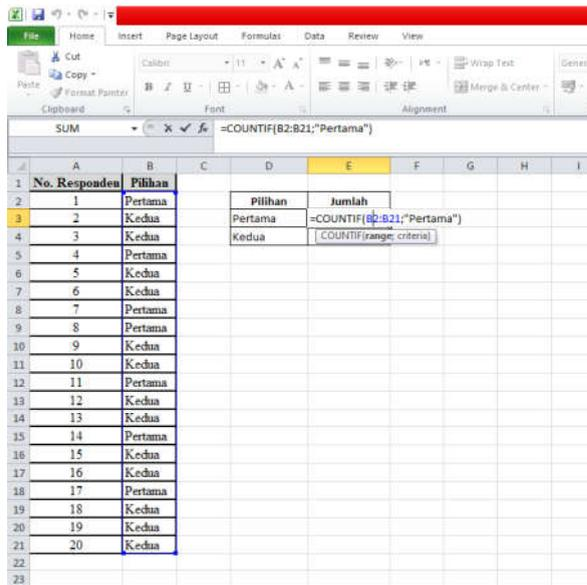 File Home Insert Page Layout Formulas Data Review View
Cut
Copy
Format Painter
Paste
Calibri 11
B I U
Wrap Text
Merge & Center
General
Clipboard Font Alignment
SUM fx =COUNTIF(B2:B21;"Pertama")
A B C D E F G H I
1 No. Responden Pilihan
2 1 Pertama Pilihan Jumlah
3 2 Kedua Pertama =COUNTIF(B2:B21;"Pertama")
4 3 Kedua Kedua COUNTIF(range; criteria)
5 4 Pertama
6 5 Kedua
7 6 Kedua
8 7 Pertama
9 8 Pertama
10 9 Kedua
11 10 Kedua
12 11 Pertama
13 12 Kedua
14 13 Kedua
15 14 Pertama
16 15 Kedua
17 16 Kedua
18 17 Pertama
19 18 Kedua
20 19 Kedua
21 20 Kedua
22
23